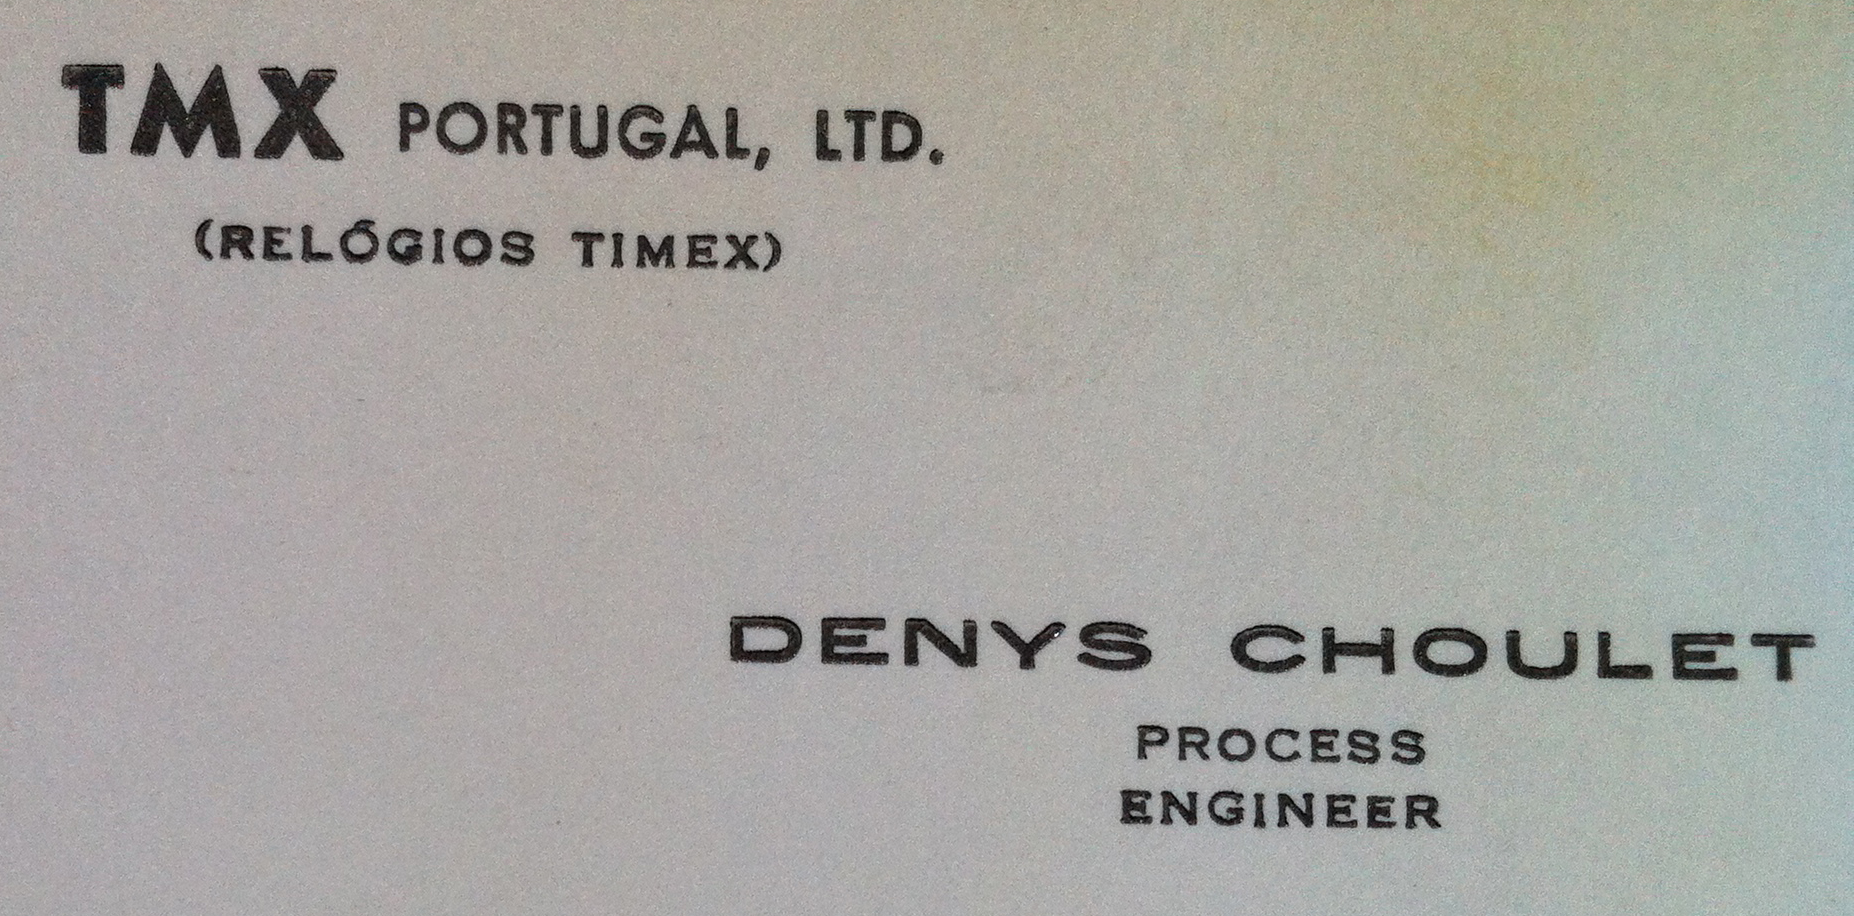 TMX PORTUGAL, LTD.
(RELÓGIOS TIMEX)
DENYS CHOULET
PROCESS
ENGINEER